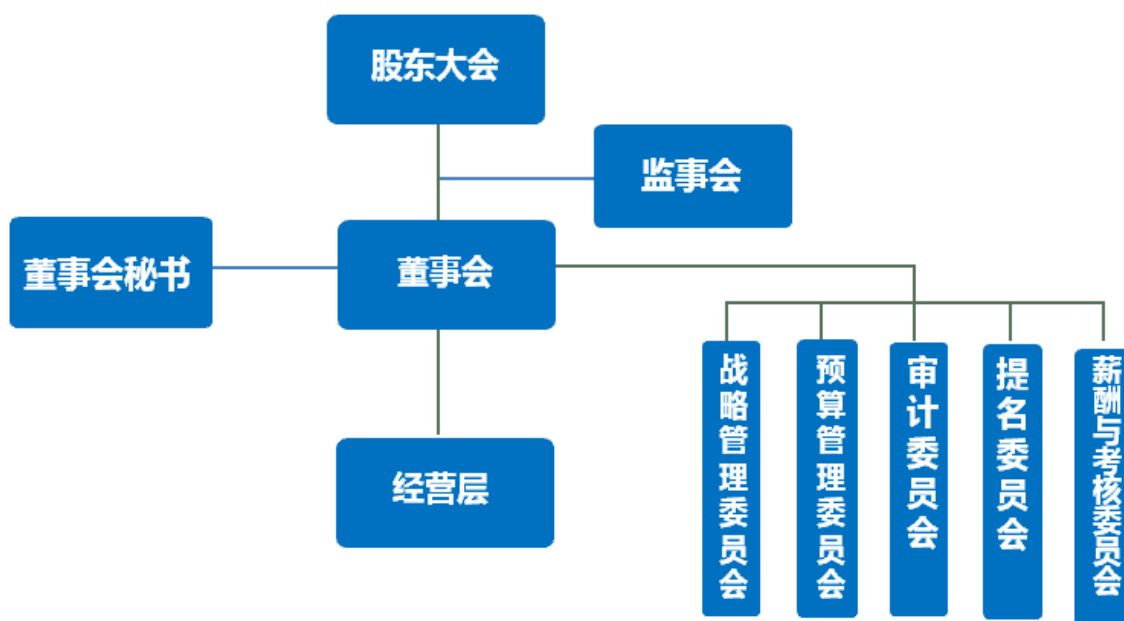 股东大会
监事会
董事会秘书
董事会
经营层
战略管理委员会
预算管理委员会
审计委员会
提名委员会
薪酬与考核委员会